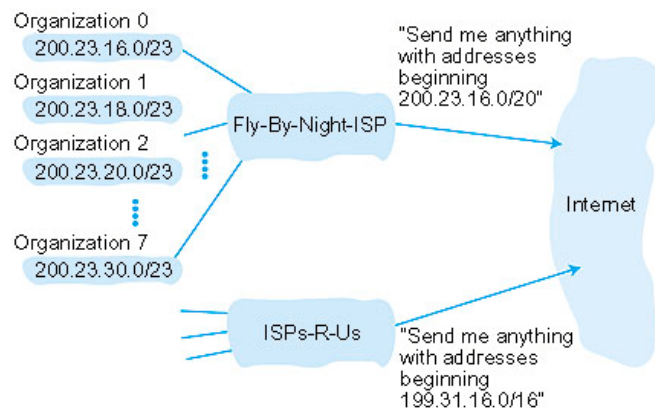 Organization 0
200.23.16.0/23
Organization 1
200.23.18.0/23
Organization 2
200.23.20.0/23
Organization 7
200.23.30.0/23
Fly-By-Night-ISP
"Send me anything
with addresses
beginning
200.23.16.0/20"
Internet
ISPs-R-Us
"Send me anything
with addresses
beginning
199.31.16.0/16"